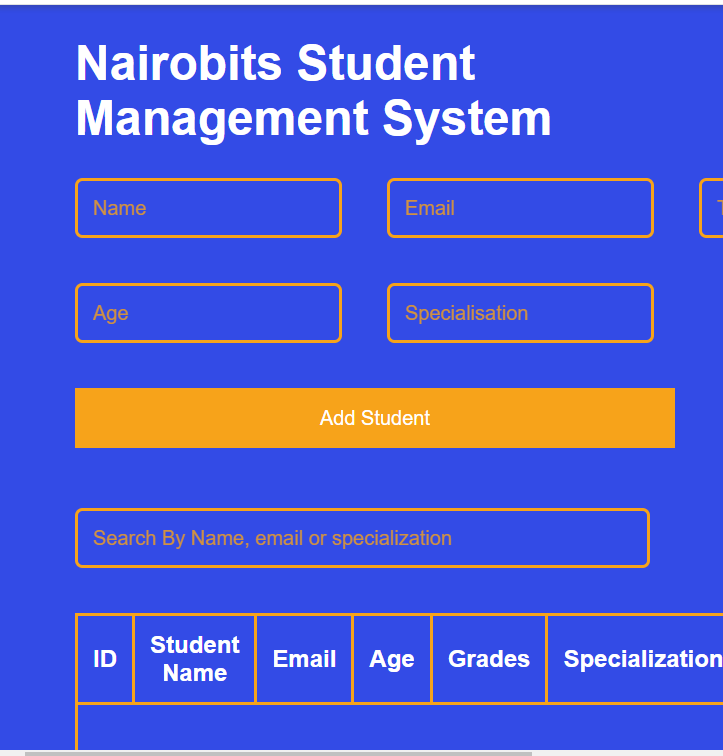 Nairobits Student
Management System
Name
Email
Age
Specialisation
Add Student
Search By Name, email or specialization
ID
Student
Name
Email
Age
Grades
Specialization